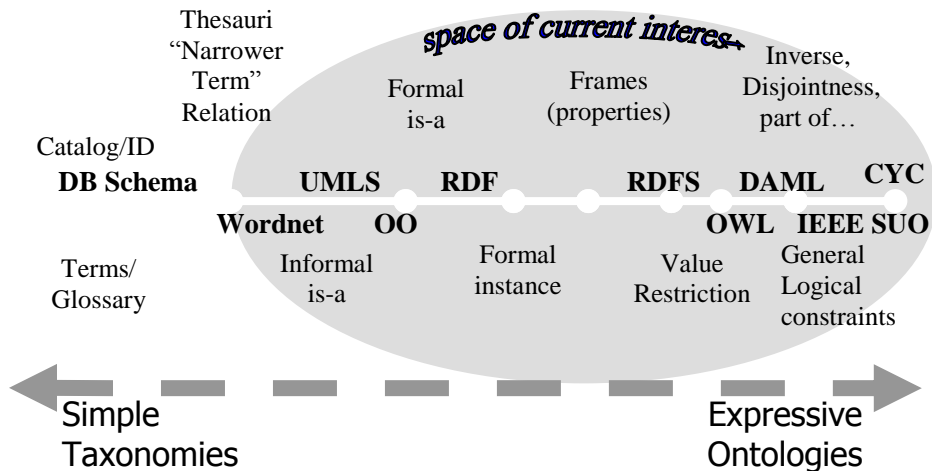 space of current interes
Thesauri
“Narrower
Term”
Relation
Formal
is-a
Frames
(properties)
Inverse,
Disjointness,
part of…
Catalog/ID
DB Schema
UMLS
RDF
RDFS
DAML
CYC
Wordnet
OO
OWL
IEEE SUO
Terms/
Glossary
Informal
is-a
Formal
instance
Value
Restriction
General
Logical
constraints
Simple
Taxonomies
Expressive
Ontologies